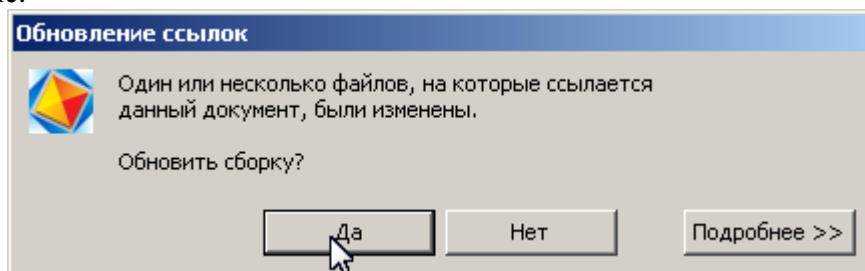 Обновление ссылок
Один или несколько файлов, на которые ссылается
данный документ, были изменены.
Обновить сборку?
Да
Нет
Подробнее >>